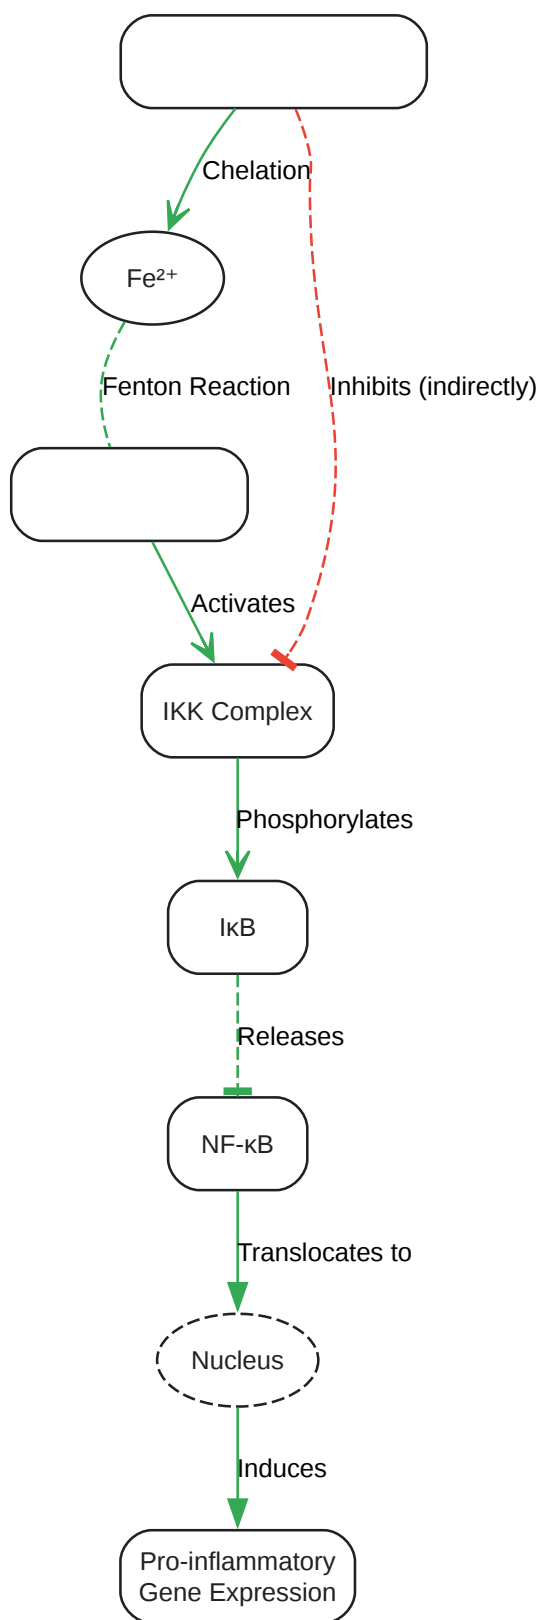 Chelation
Fe²⁺
Fenton Reaction
Inhibits (indirectly)
Activates
IKK Complex
Phosphorylates
IκB
Releases
NF-κB
Translocates to
Nucleus
Induces
Pro-inflammatory
Gene Expression